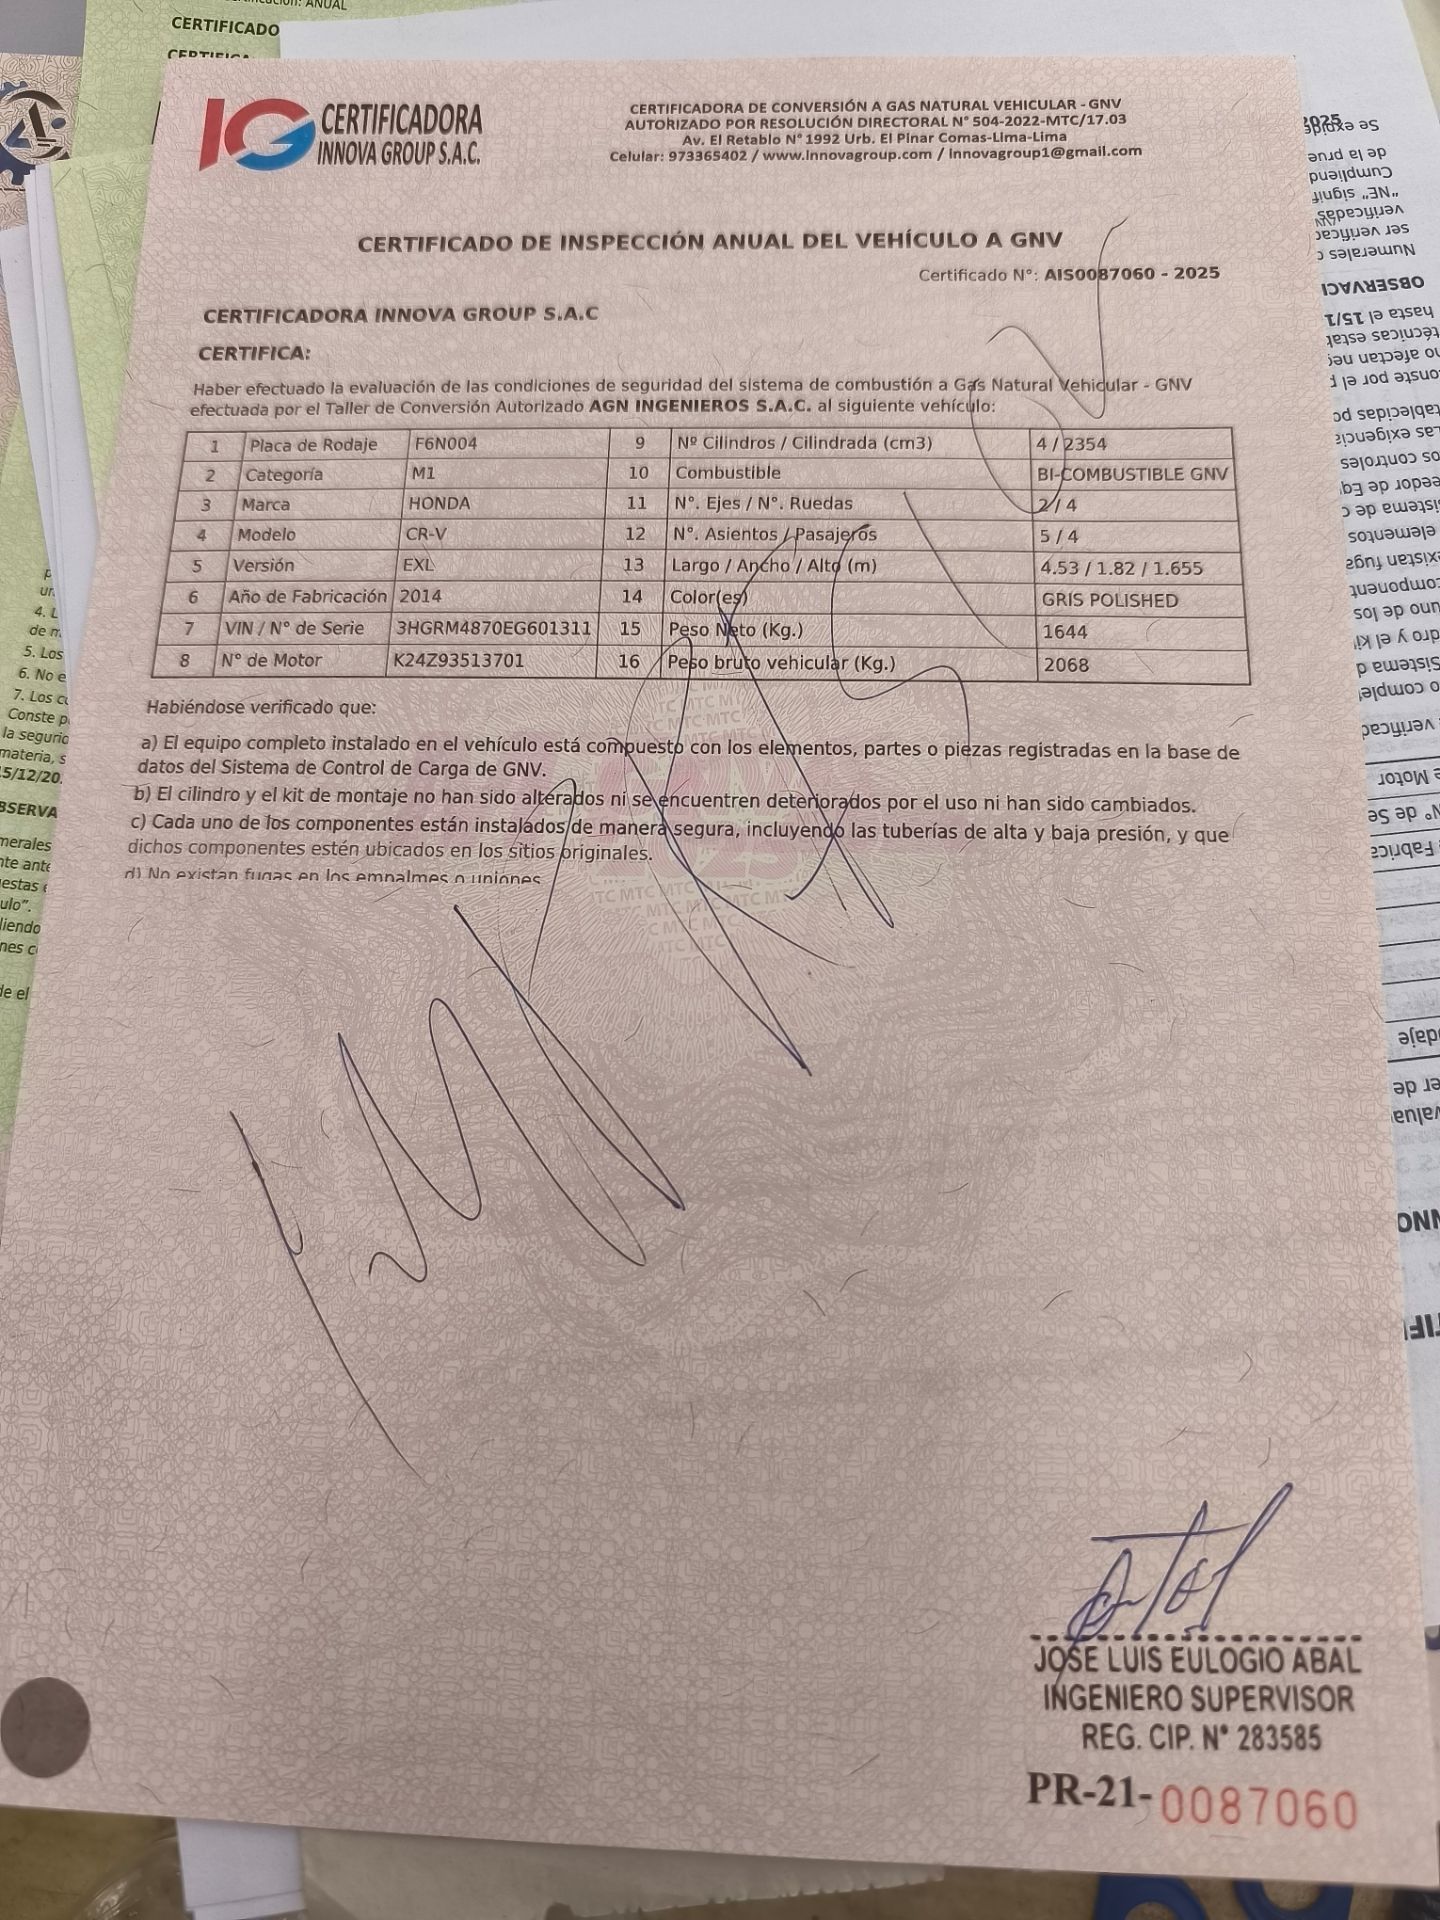 cación: ANUAL
CERTIFICADO
IG CERTIFICADORA
INNOVA GROUP S.A.C.
CERTIFICADORA DE CONVERSIÓN A GAS NATURAL VEHICULAR - GNV
AUTORIZADO POR RESOLUCIÓN DIRECTORAL N° 504-2022-MTC/17.03
Av. El Retablo N° 1992 Urb. El Pinar Comas-Lima-Lima
Celular: 973365402 / www.innovagroup.com / innovagroup1@gmail.com
CERTIFICADO DE INSPECCIÓN ANUAL DEL VEHÍCULO A GNV
Certificado N°: AIS0087060 - 2025
CERTIFICADORA INNOVA GROUP S.A.C
CERTIFICA:
Haber efectuado la evaluación de las condiciones de seguridad del sistema de combustión a Gas Natural Vehicular - GNV
efectuada por el Taller de Conversión Autorizado AGN INGENIEROS S.A.C. al siguiente vehículo:
1 Placa de Rodaje F6N004 9 Nº Cilindros / Cilindrada (cm3) 4 / 2354
2 Categoría M1 10 Combustible BI-COMBUSTIBLE GNV
3 Marca HONDA 11 N°. Ejes / N°. Ruedas 2 / 4
4 Modelo CR-V 12 N°. Asientos / Pasajeros 5 / 4
5 Versión EXL 13 Largo / Ancho / Alto (m) 4.53 / 1.82 / 1.655
6 Año de Fabricación 2014 14 Color(es) GRIS POLISHED
7 VIN / N° de Serie 3HGRM4870EG601311 15 Peso Neto (Kg.) 1644
8 N° de Motor K24Z93513701 16 Peso bruto vehicular (Kg.) 2068
Habiéndose verificado que:
a) El equipo completo instalado en el vehículo está compuesto con los elementos, partes o piezas registradas en la base de
datos del Sistema de Control de Carga de GNV.
b) El cilindro y el kit de montaje no han sido alterados ni se encuentren deteriorados por el uso ni han sido cambiados.
c) Cada uno de los componentes están instalados de manera segura, incluyendo las tuberías de alta y baja presión, y que
dichos componentes estén ubicados en los sitios originales.
d) No existan fugas en los empalmes o uniones
JOSE LUIS EULOGIO ABAL
INGENIERO SUPERVISOR
REG. CIP. N° 283585
PR-21-0087060